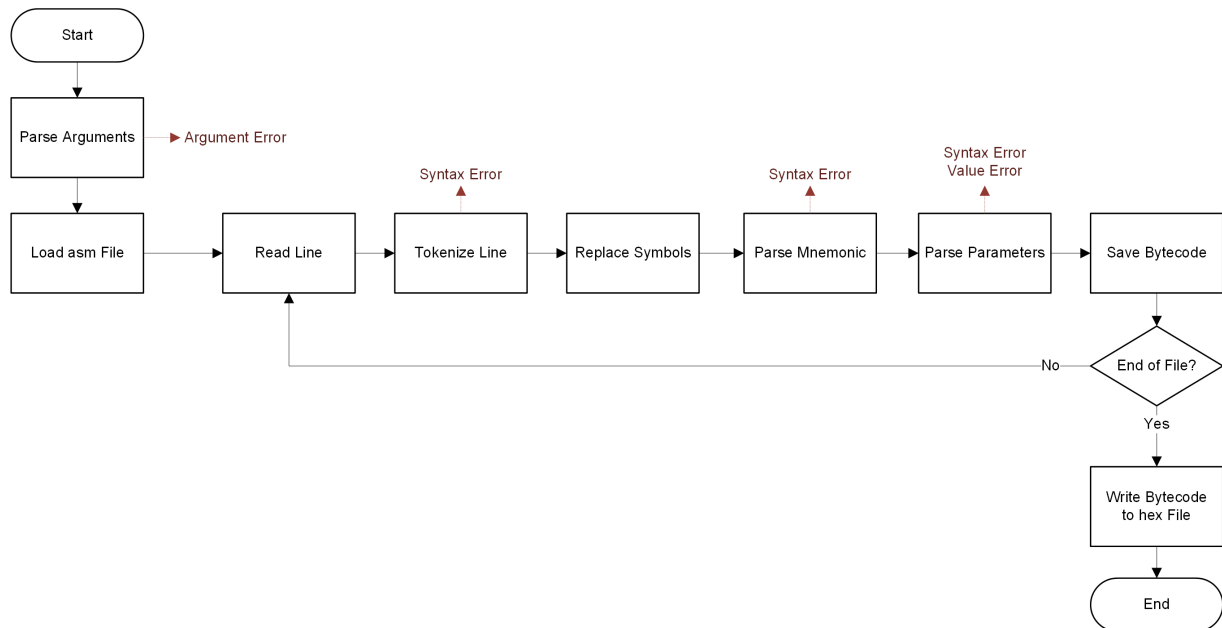 Start
Parse Arguments
Argument Error
Syntax Error
Syntax Error
Syntax Error
Value Error
Load asm File
Read Line
Tokenize Line
Replace Symbols
Parse Mnemonic
Parse Parameters
Save Bytecode
No
End of File?
Yes
Write Bytecode
to hex File
End